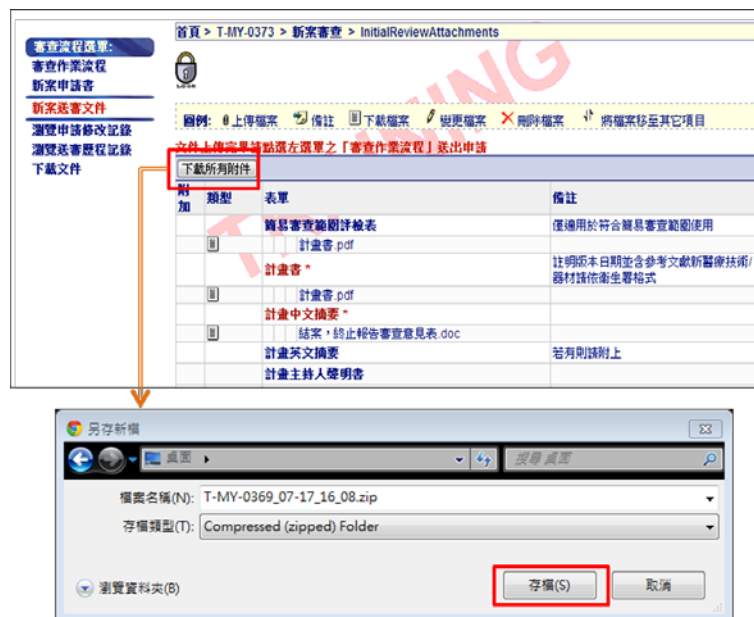 首頁 > T-MY-0373 > 新案審查 > InitialReviewAttachments
審查流程選單:
審查作業流程
新案申請書
新案送審文件
瀏覽申請修改記錄
瀏覽送審歷程記錄
下載文件
TRAINING
圖例: 上傳檔案 備註 下載檔案 變更檔案 刪除檔案 將檔案移至其它項目
文件上傳完畢請點選左選單之「審查作業流程」送出申請
下載所有附件
附加 類型 表單 備註
簡易審查範圍評檢表 僅適用於符合簡易審查範圍使用
計畫書.pdf
計畫書 * 註明版本日期並含參考文獻新醫療技術/
器材請依衛生署格式
計畫書.pdf
計畫中文摘要 *
結案，終止報告審查意見表.doc
計畫英文摘要 若有則請附上
計畫主持人聲明書
另存新檔
桌面
搜尋 桌面
檔案名稱(N): T-MY-0369_07-17_16_08.zip
存檔類型(T): Compressed (zipped) Folder
瀏覽資料夾(B)
存檔(S)
取消